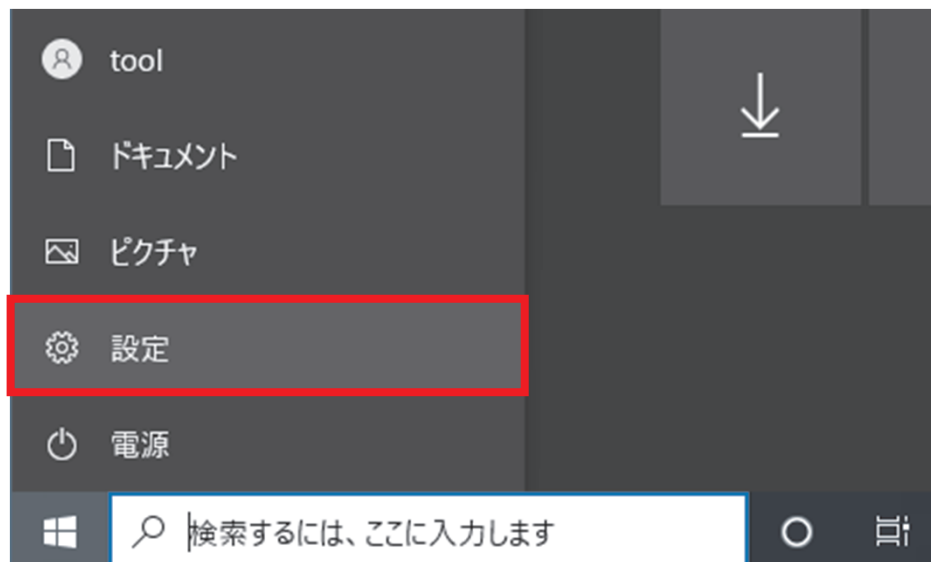 tool
ドキュメント
ピクチャ
設定
電源
検索するには、ここに入力します